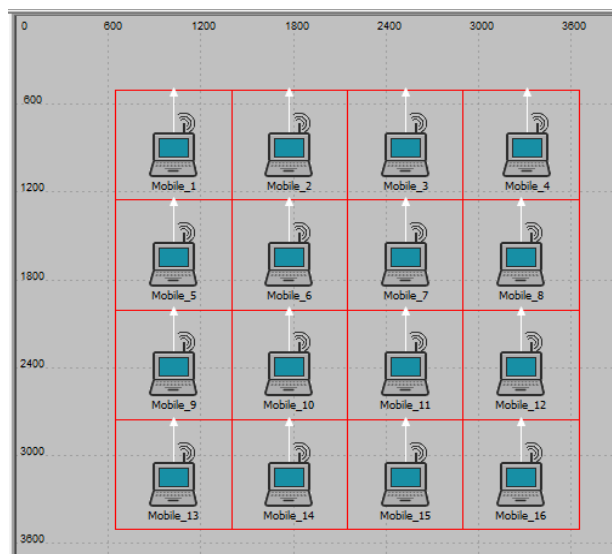 0 600 1200 1800 2400 3000 3600
600
Mobile_1 Mobile_2 Mobile_3 Mobile_4
1200
1800
Mobile_5 Mobile_6 Mobile_7 Mobile_8
2400
Mobile_9 Mobile_10 Mobile_11 Mobile_12
3000
Mobile_13 Mobile_14 Mobile_15 Mobile_16
3600